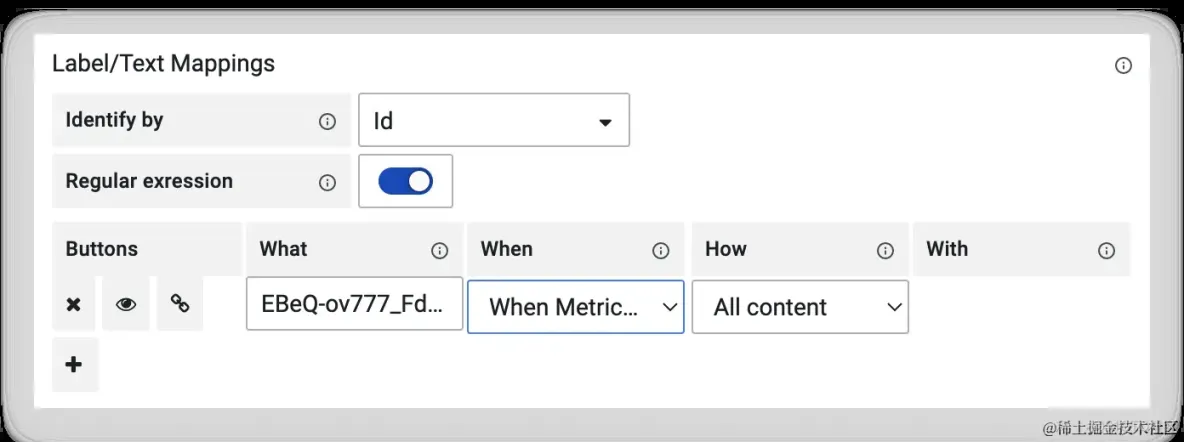 Label/Text Mappings
Identify by
Id
Regular exression
Buttons
What
When
How
With
EBeQ-ov777_Fd...
When Metric...
All content
@稀土掘金技术社区